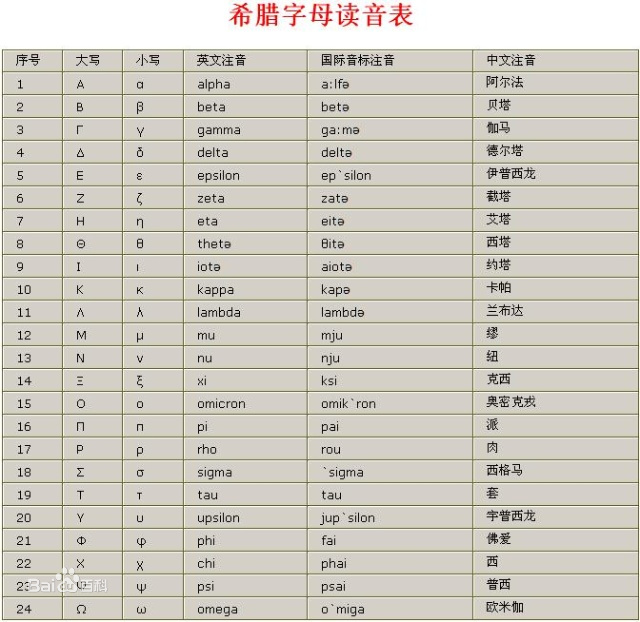 希腊字母读音表
序号 大写 小写 英文注音 国际音标注音 中文注音
1 Α α alpha a:lfə 阿尔法
2 Β β beta betə 贝塔
3 Γ γ gamma ga:mə 伽马
4 Δ δ delta deltə 德尔塔
5 Ε ε epsilon ep`silon 伊普西龙
6 Ζ ζ zeta zatə 截塔
7 Η η eta eitə 艾塔
8 Θ θ thetə θitə 西塔
9 Ι ι iotə aiotə 约塔
10 Κ κ kappa kapə 卡帕
11 Λ λ lambda lambdə 兰布达
12 Μ μ mu mju 缪
13 Ν ν nu nju 纽
14 Ξ ξ xi ksi 克西
15 Ο ο omicron omik`ron 奥密克戎
16 Π π pi pai 派
17 Ρ ρ rho rou 肉
18 Σ σ sigma `sigma 西格马
19 Τ τ tau tau 套
20 Υ υ upsilon jup`silon 宇普西龙
21 Φ φ phi fai 佛爱
22 Χ χ chi phai 西
23 Ψ ψ psi psai 普西
24 Ω ω omega o`miga 欧米伽
Baidu百科